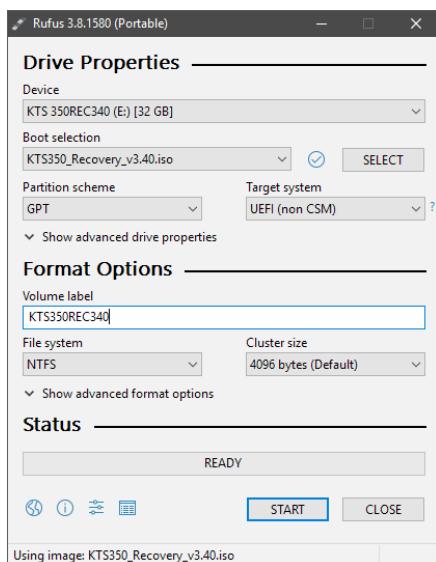 Rufus 3.8.1580 (Portable)
Drive Properties
Device
KTS 350REC340 (E:) [32 GB]
Boot selection
KTS350_Recovery_v3.40.iso
SELECT
Partition scheme
Target system
GPT
UEFI (non CSM)
?
Show advanced drive properties
Format Options
Volume label
KTS350REC340
File system
Cluster size
NTFS
4096 bytes (Default)
Show advanced format options
Status
READY
START
CLOSE
Using image: KTS350_Recovery_v3.40.iso